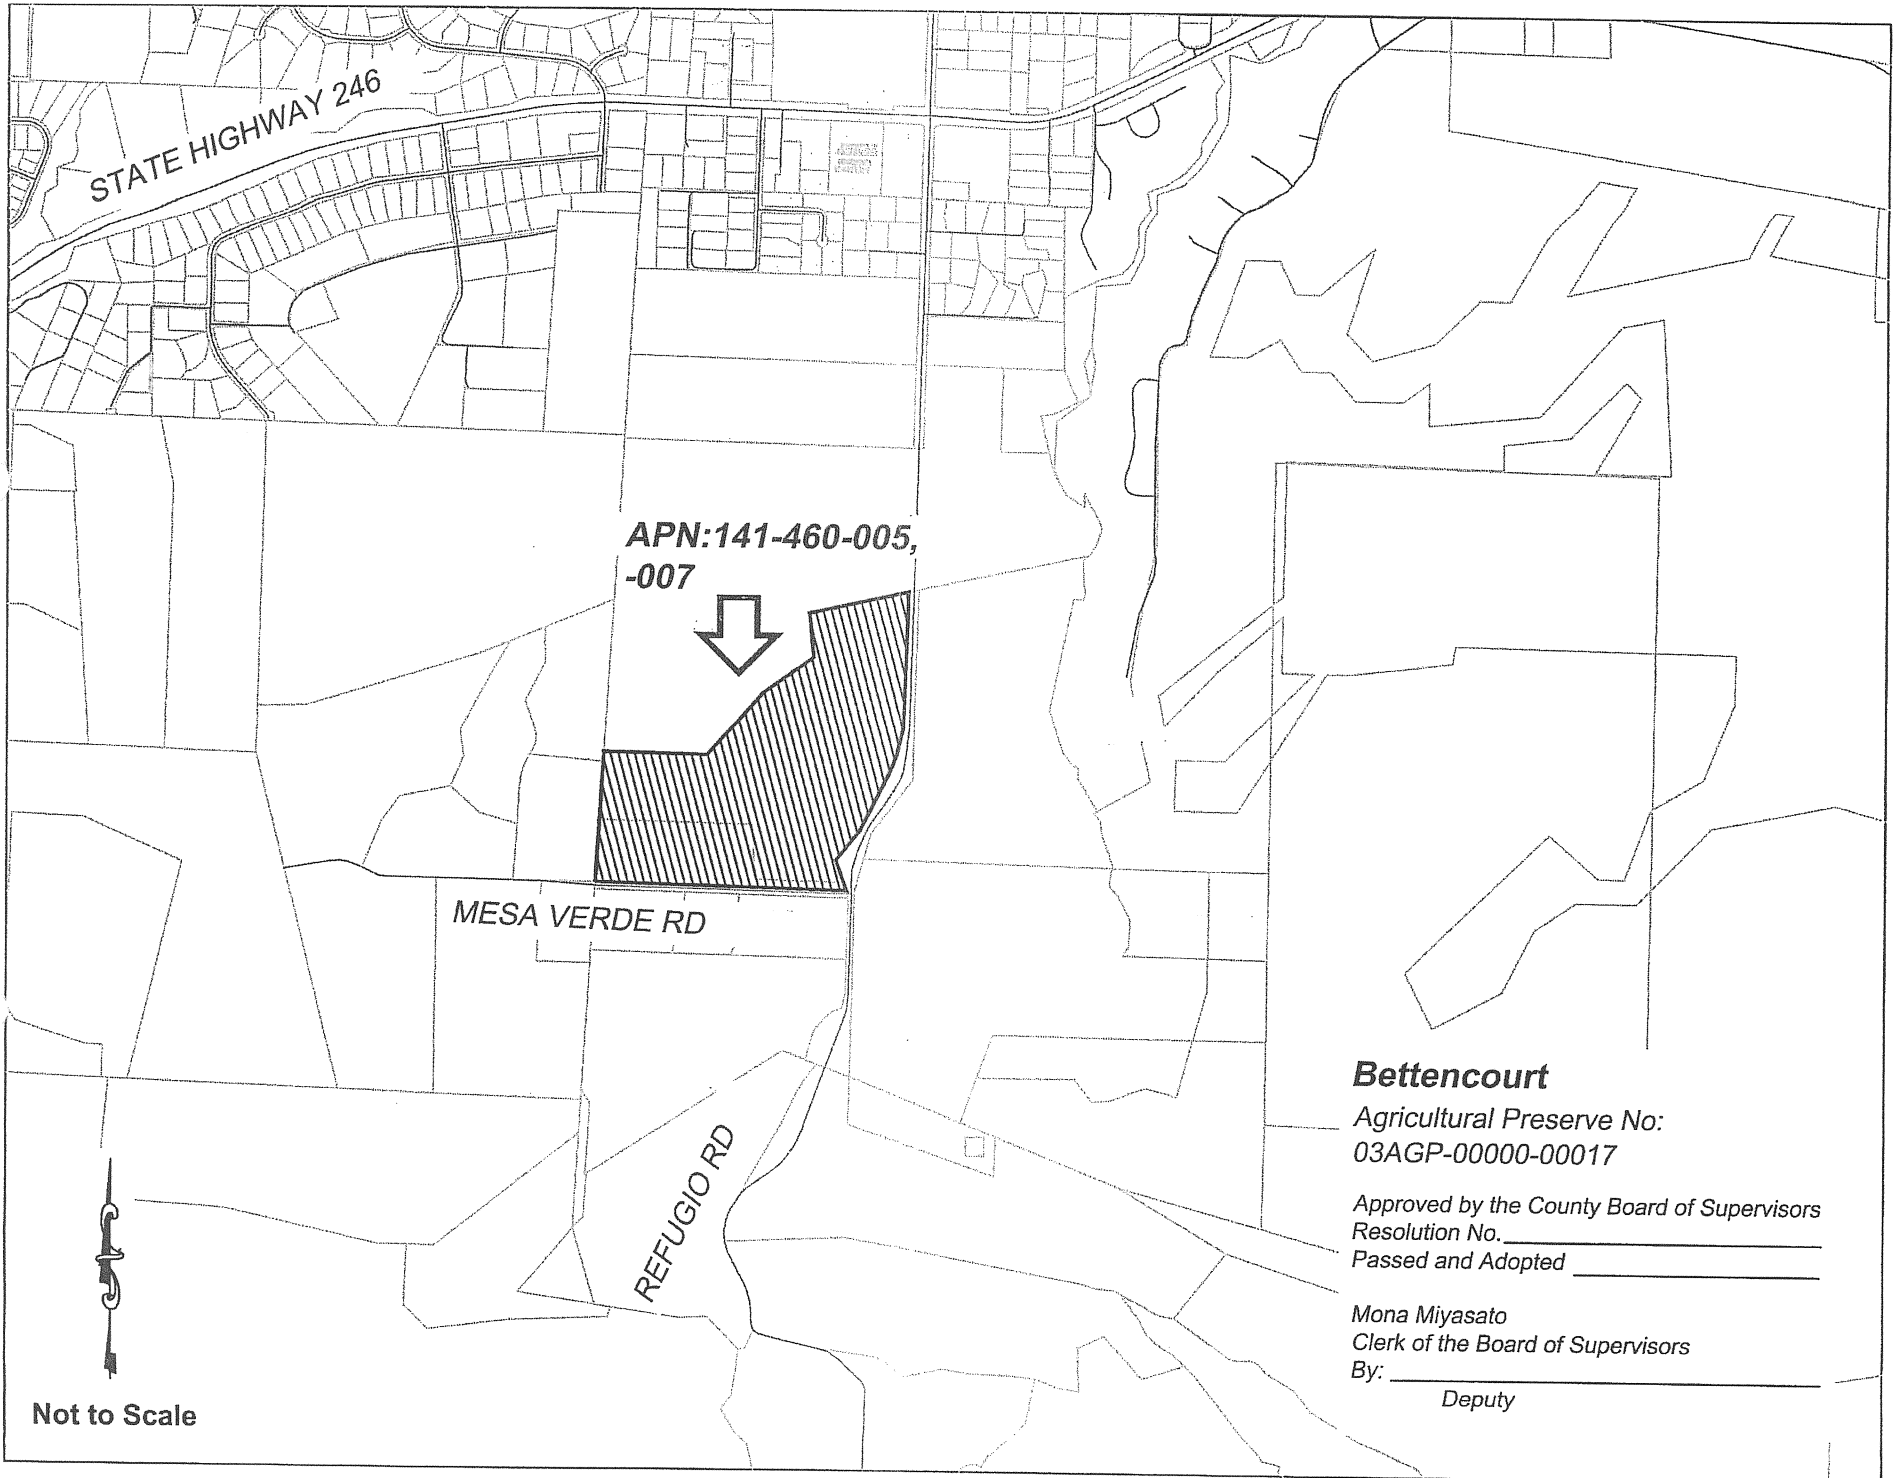 STATE HIGHWAY 246
APN:141-460-005,
-007
MESA VERDE RD
REFUGIO RD
Bettencourt
Agricultural Preserve No:
03AGP-00000-00017
Approved by the County Board of Supervisors
Resolution No.
Passed and Adopted
Mona Miyasato
Clerk of the Board of Supervisors
By:
Deputy
Not to Scale